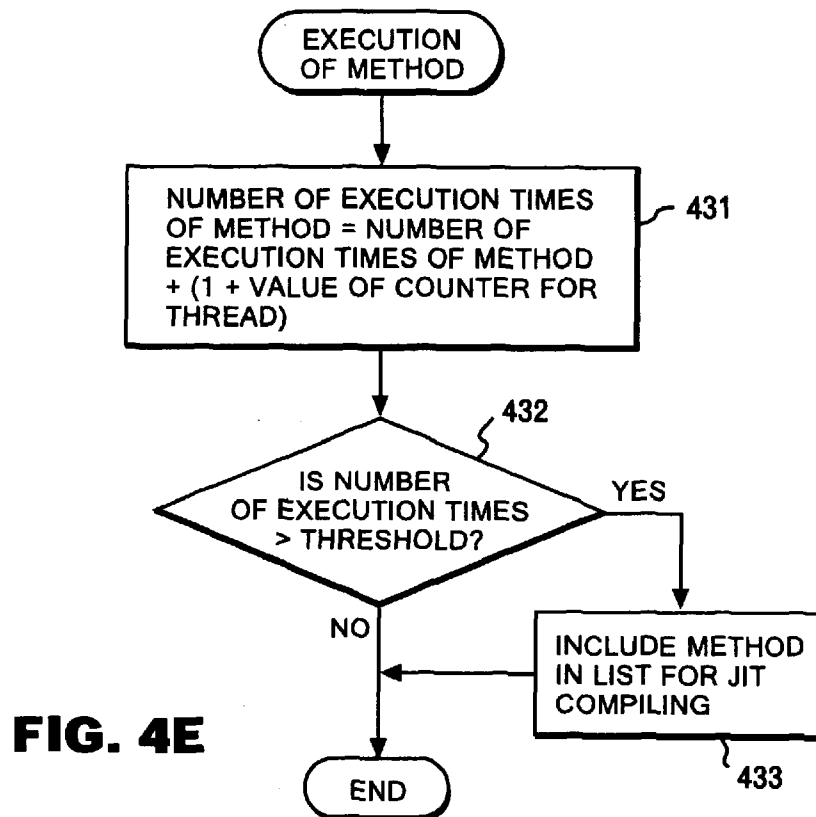 EXECUTION
OF METHOD
NUMBER OF EXECUTION TIMES
OF METHOD = NUMBER OF
EXECUTION TIMES OF METHOD
+ (1 + VALUE OF COUNTER FOR
THREAD)
431
432
IS NUMBER
OF EXECUTION TIMES
> THRESHOLD?
YES
NO
INCLUDE METHOD
IN LIST FOR JIT
COMPILING
433
FIG. 4E
END